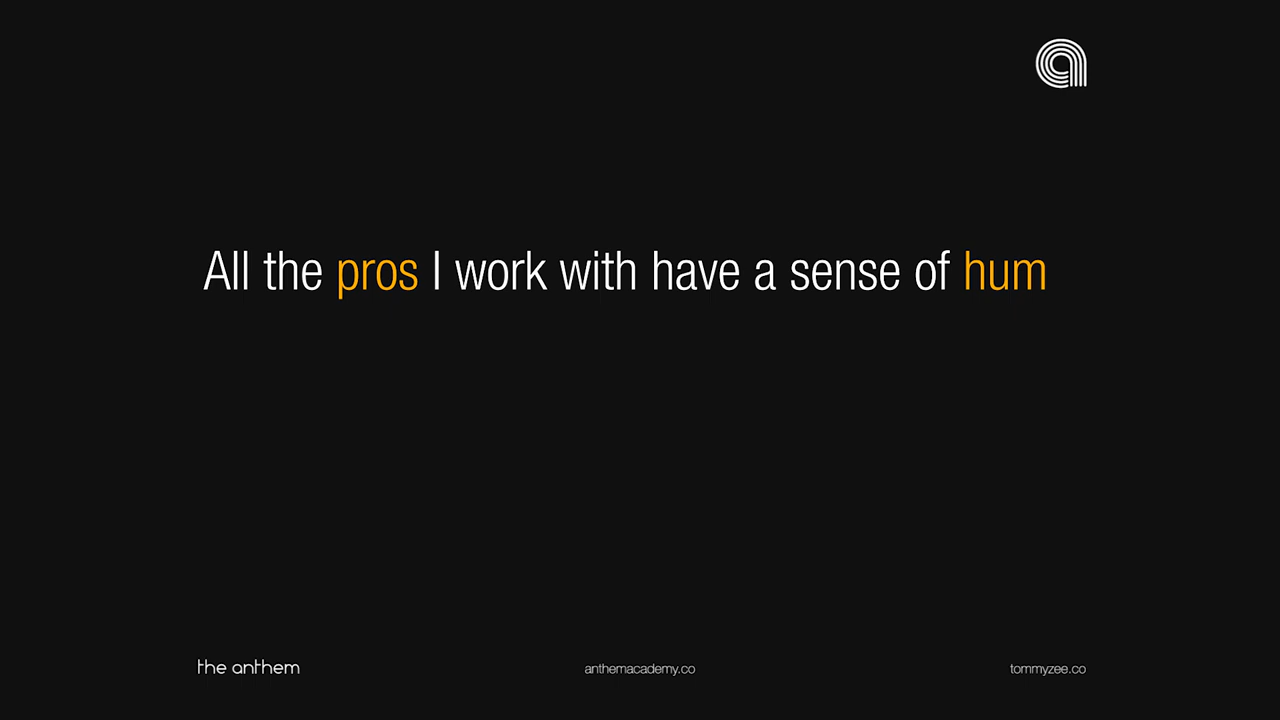 All the pros I work with have a sense of hum
the anthem
anthemacademy.co
tommyzee.co